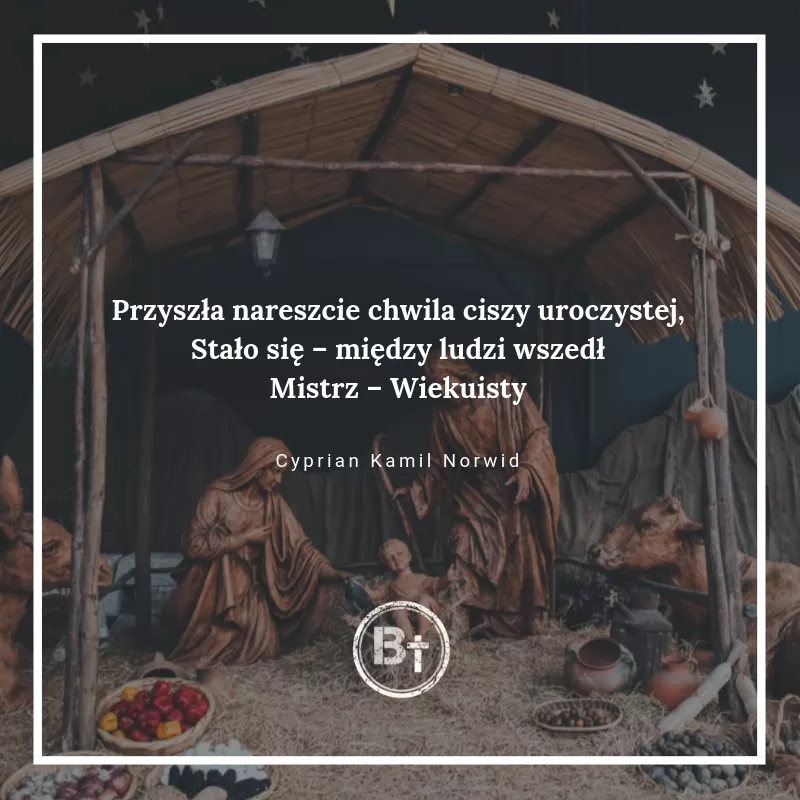 Przyszła nareszcie chwila ciszy uroczystej,
Stało się – między ludzi wszedł
Mistrz – Wiekuisty
Cyprian Kamil Norwid
B†